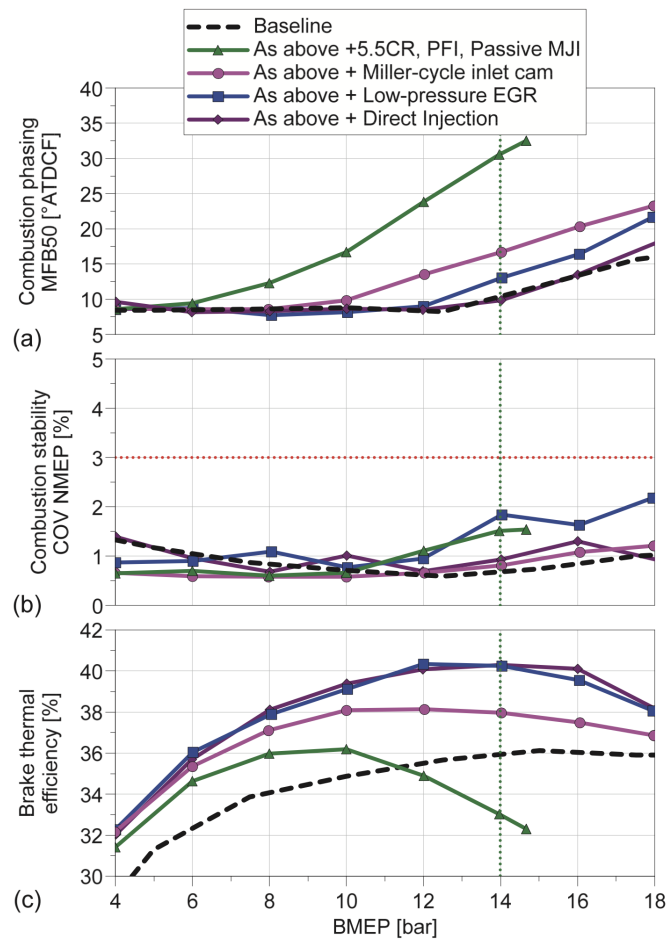 Baseline
As above +5.5CR, PFI, Passive MJI
As above + Miller-cycle inlet cam
As above + Low-pressure EGR
As above + Direct Injection
Combustion phasing
MFB50 [°ATDCF]
40
35
30
25
20
15
10
5
(a)
Combustion stability
COV NMEP [%]
5
4
3
2
1
0
(b)
Brake thermal
efficiency [%]
42
40
38
36
34
32
30
(c)
4 6 8 10 12 14 16 18
BMEP [bar]